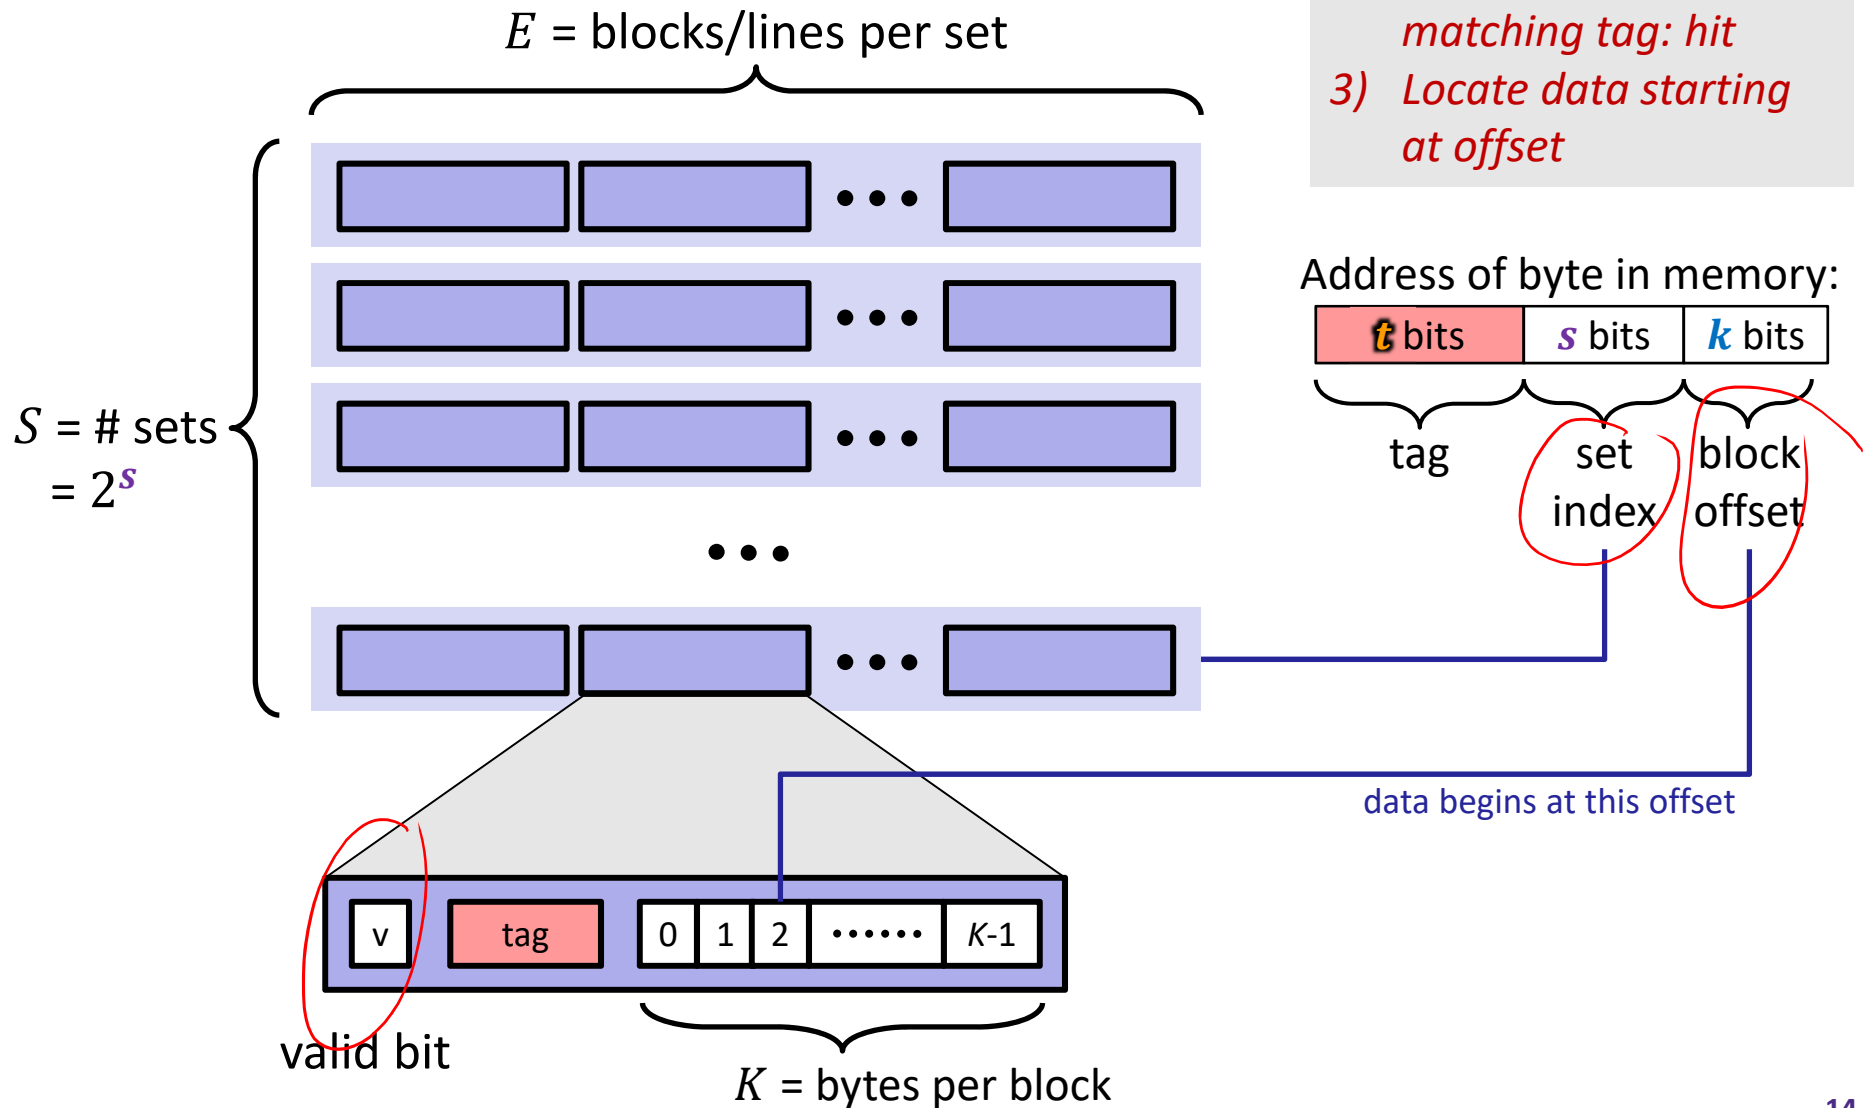 E = blocks/lines per set
matching tag: hit
3) Locate data starting
at offset
Address of byte in memory:
t bits s bits k bits
tag set block
index offset
S = # sets
= 2^s
data begins at this offset
v tag 0 1 2 •••••• K-1
valid bit
K = bytes per block
14